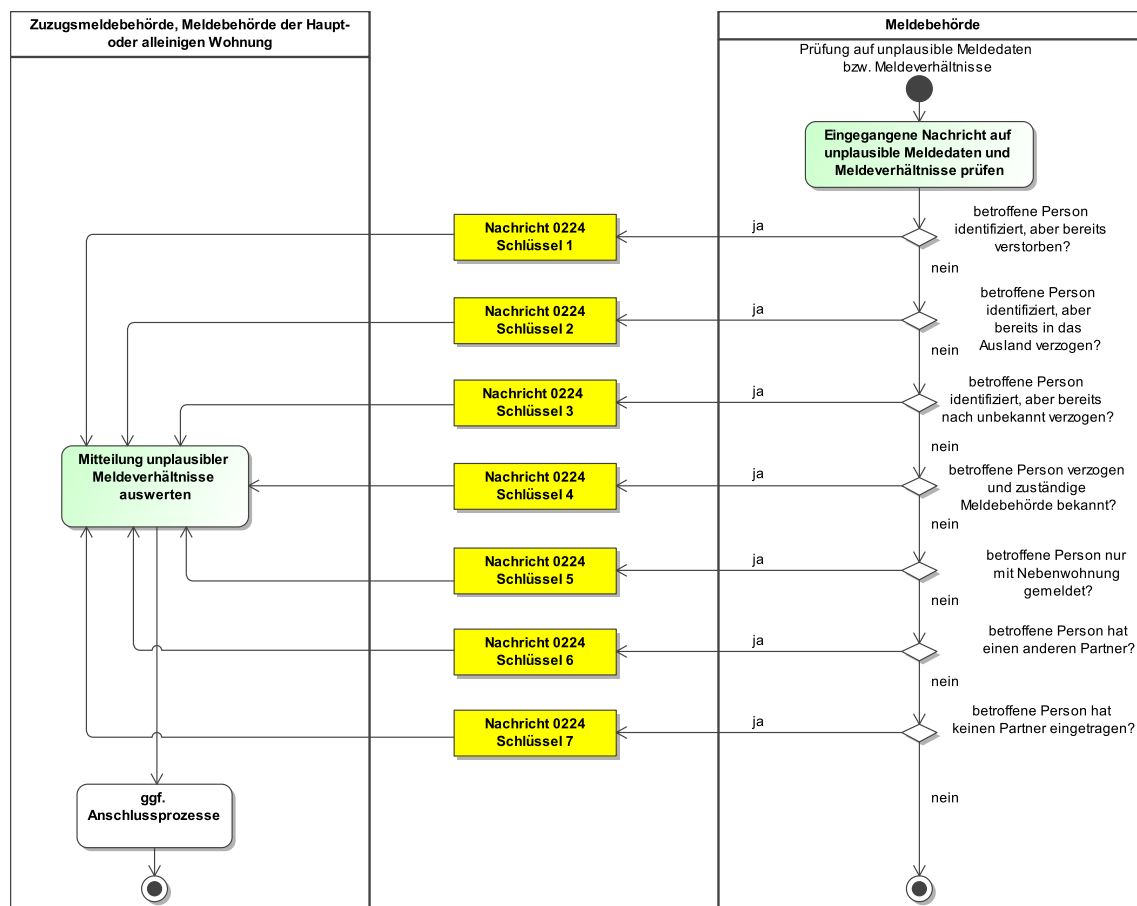 Zuzugsmeldebehörde, Meldebehörde der Haupt-
oder alleinigen Wohnung
Meldebehörde
Prüfung auf unplausible Meldedaten
bzw. Meldeverhältnisse
Eingegangene Nachricht auf
unplausible Meldedaten und
Meldeverhältnisse prüfen
betroffene Person
identifiziert, aber bereits
verstorben?
ja
Nachricht 0224
Schlüssel 1
nein
betroffene Person
identifiziert, aber
bereits in das
Ausland verzogen?
ja
Nachricht 0224
Schlüssel 2
nein
betroffene Person
identifiziert, aber bereits
nach unbekannt verzogen?
ja
Nachricht 0224
Schlüssel 3
nein
Mitteilung unplausibler
Meldeverhältnisse
auswerten
betroffene Person verzogen
und zuständige
Meldebehörde bekannt?
ja
Nachricht 0224
Schlüssel 4
nein
betroffene Person nur
mit Nebenwohnung
gemeldet?
ja
Nachricht 0224
Schlüssel 5
nein
betroffene Person hat
einen anderen Partner?
ja
Nachricht 0224
Schlüssel 6
nein
betroffene Person hat
keinen Partner eingetragen?
ja
Nachricht 0224
Schlüssel 7
nein
ggf.
Anschlussprozesse